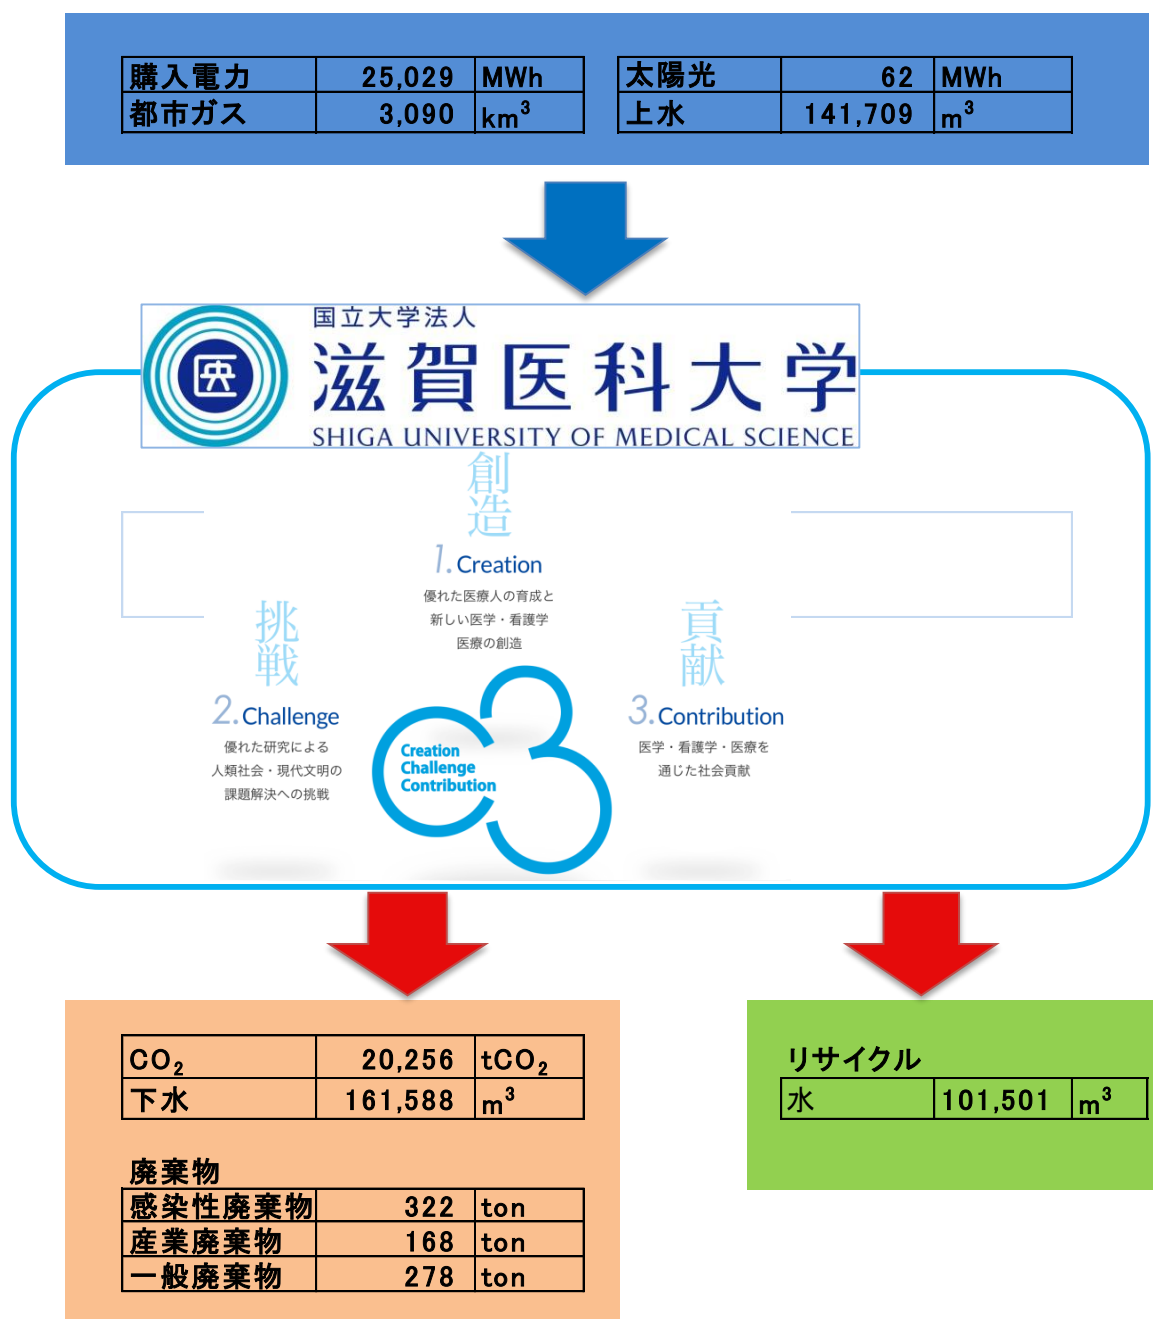 購入電力 25,029 MWh 太陽光 62 MWh
都市ガス 3,090 km³ 上水 141,709 m³
医
国立大学法人
滋賀医科大学
SHIGA UNIVERSITY OF MEDICAL SCIENCE
創造
1.Creation
優れた医療人の育成と
新しい医学・看護学
医療の創造
挑戦
2.Challenge
優れた研究による
人類社会・現代文明の
課題解決への挑戦
Creation
Challenge
Contribution
貢献
3.Contribution
医学・看護学・医療を
通じた社会貢献
CO₂ 20,256 tCO₂
下水 161,588 m³
廃棄物
感染性廃棄物 322 ton
産業廃棄物 168 ton
一般廃棄物 278 ton
リサイクル
水 101,501 m³